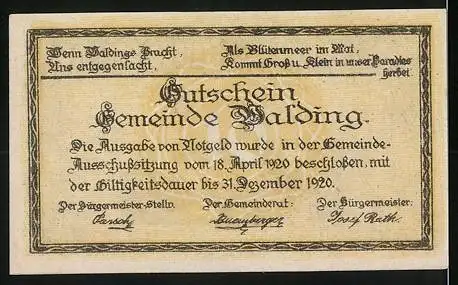 Wenn Waldings Pracht,
Uns entgegenlacht,
Als Blütenmeer im Mai,
Kommt Groß u. Klein in unser Paradies
herbei.
Gutschein
Gemeinde Walding.
Die Ausgabe von Notgeld wurde in der Gemeinde-
Ausschußsitzung vom 18. April 1920 beschloßen, mit
der Giltigkeitsdauer bis 31. Dezember 1920.
Der Bürgermeister-Stellv. Der Gemeinderat: Der Bürgermeister:
Josef Rath.